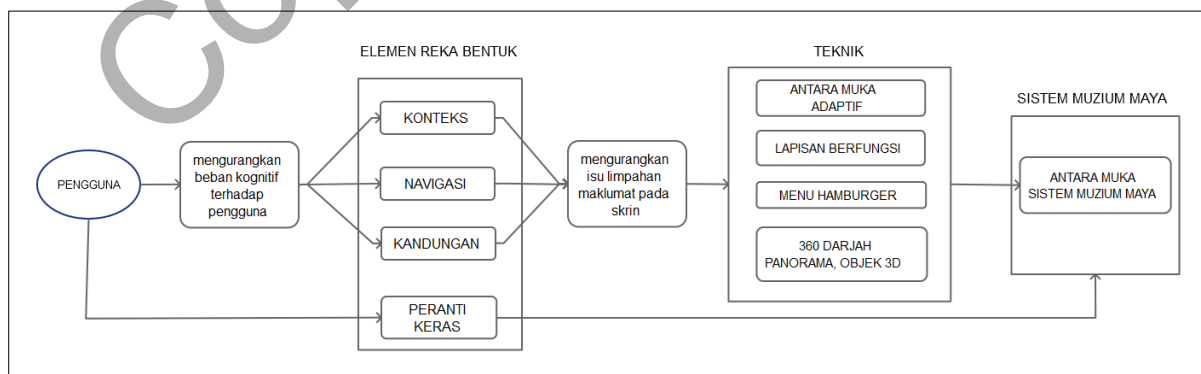 ELEMEN REKA BENTUK
TEKNIK
SISTEM MUZIUM MAYA
PENGGUNA
mengurangkan
beban kognitif
terhadap
pengguna
KONTEKS
NAVIGASI
KANDUNGAN
PERANTI
KERAS
mengurangkan
isu limpahan
maklumat pada
skrin
ANTARA MUKA
ADAPTIF
LAPISAN BERFUNGSI
MENU HAMBURGER
360 DARJAH
PANORAMA, OBJEK 3D
ANTARA MUKA
SISTEM MUZIUM MAYA